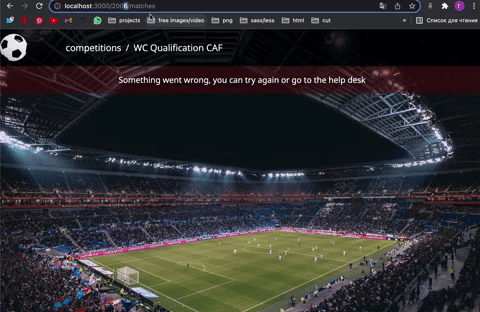 localhost:3000/2006/matches
projects
free images/video
png
sass/less
html
cut
»
Список для чтения
competitions / WC Qualification CAF
Something went wrong, you can try again or go to the help desk